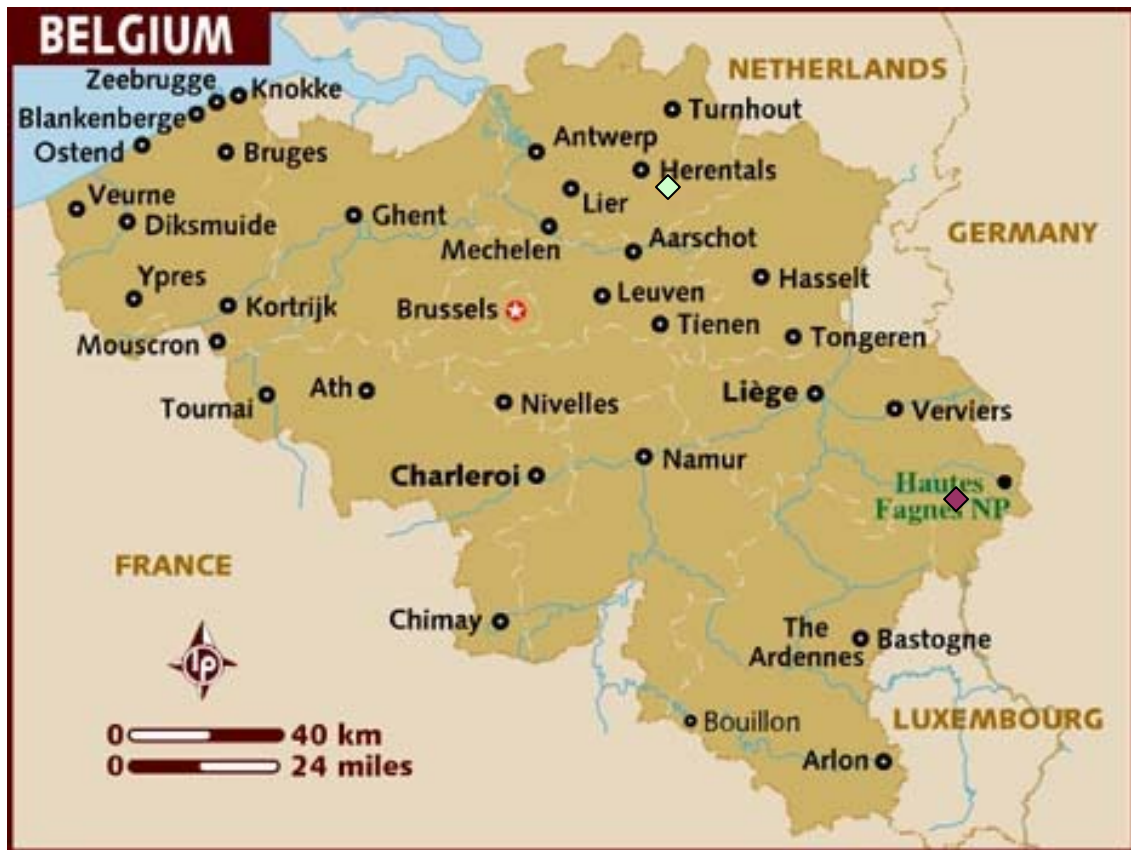 BELGIUM
Zeebrugge
Knokke
Blankenberge
Ostend
Bruges
NETHERLANDS
Turnhout
Antwerp
Herentals
Veurne
Diksmuide
Ghent
Lier
Mechelen
Aarschot
GERMANY
Ypres
Kortrijk
Brussels
Leuven
Hasselt
Mouscron
Tienen
Tongeren
Tournai
Ath
Nivelles
Liège
Verviers
Charleroi
Namur
Hautes
Fagnes NP
FRANCE
Chimay
The
Ardennes
Bastogne
LP
Bouillon
LUXEMBOURG
0 40 km
0 24 miles
Arlon